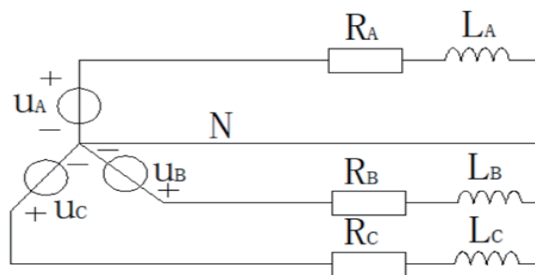 RA LA
+
uA
−
N
− −
uB RB LB
+
uC
+
RC LC